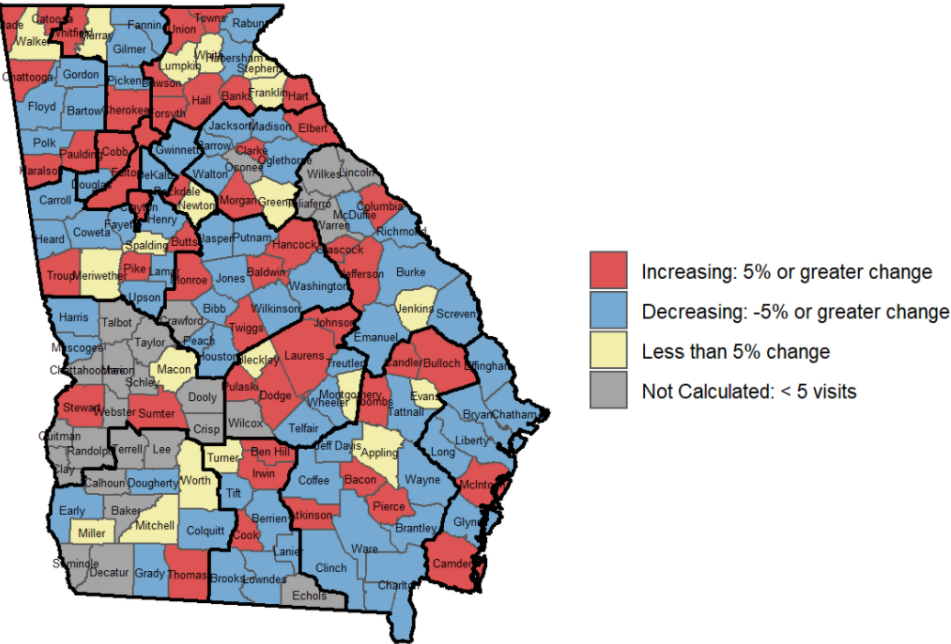 Catoosa
Towns
Rabun
ade
Whitfield
Murray
Fannin
Union
Walker
Gilmer
White
Habersham
Lumpkin
Stephens
Chattooga
Gordon
Pickens
Dawson
Banks
Franklin
Hart
Hall
Floyd
Bartow
Cherokee
Forsyth
Jackson
Madison
Elbert
Polk
Paulding
Cobb
Gwinnett
Barrow
Clarke
Oglethorpe
Oconee
Haralson
Fulton
DeKalb
Walton
Wilkes
Lincoln
Douglas
Rockdale
Carroll
Newton
Morgan
Greene
Taliaferro
Columbia
Clayton
McDuffie
Henry
Fayette
Warren
Coweta
Richmond
Heard
Spalding
Butts
Jasper
Putnam
Hancock
Glascock
Troup
Meriwether
Pike
Lamar
Monroe
Jones
Baldwin
Jefferson
Burke
Washington
Upson
Harris
Talbot
Crawford
Bibb
Wilkinson
Jenkins
Screven
Twiggs
Johnson
Muscogee
Taylor
Peach
Emanuel
Houston
Bleckley
Laurens
Chattahoochee
Marion
Macon
Treutlen
Candler
Bulloch
Effingham
Schley
Pulaski
Dodge
Montgomery
Wheeler
Toombs
Evans
Stewart
Webster
Sumter
Dooly
Tattnall
Bryan
Chatham
Crisp
Wilcox
Telfair
Quitman
Randolph
Terrell
Lee
Ben Hill
Jeff Davis
Appling
Long
Liberty
Turner
Clay
Irwin
Calhoun
Dougherty
Worth
Coffee
Bacon
Wayne
McIntosh
Tift
Early
Baker
Pierce
Mitchell
Berrien
Atkinson
Brantley
Glynn
Miller
Colquitt
Cook
Ware
Lanier
Camden
Seminole
Decatur
Grady
Thomas
Brooks
Lowndes
Clinch
Charlton
Echols
Increasing: 5% or greater change
Decreasing: -5% or greater change
Less than 5% change
Not Calculated: < 5 visits